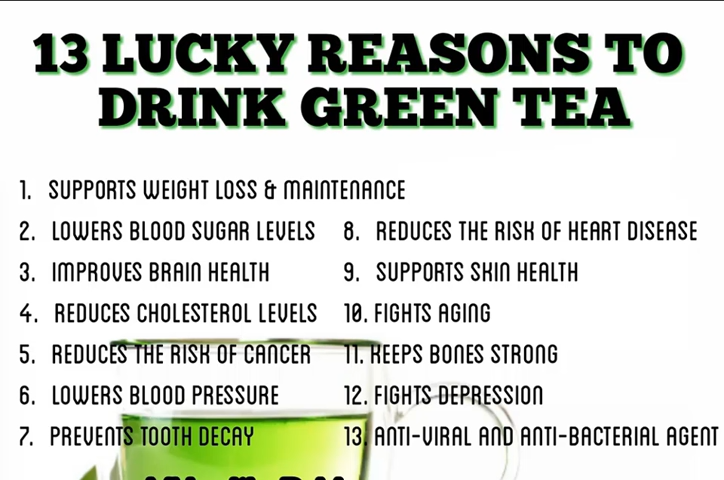 13 LUCKY REASONS TO
DRINK GREEN TEA
1. SUPPORTS WEIGHT LOSS & MAINTENANCE
2. LOWERS BLOOD SUGAR LEVELS
3. IMPROVES BRAIN HEALTH
4. REDUCES CHOLESTEROL LEVELS
5. REDUCES THE RISK OF CANCER
6. LOWERS BLOOD PRESSURE
7. PREVENTS TOOTH DECAY
8. REDUCES THE RISK OF HEART DISEASE
9. SUPPORTS SKIN HEALTH
10. FIGHTS AGING
11. KEEPS BONES STRONG
12. FIGHTS DEPRESSION
13. ANTI-VIRAL AND ANTI-BACTERIAL AGENT